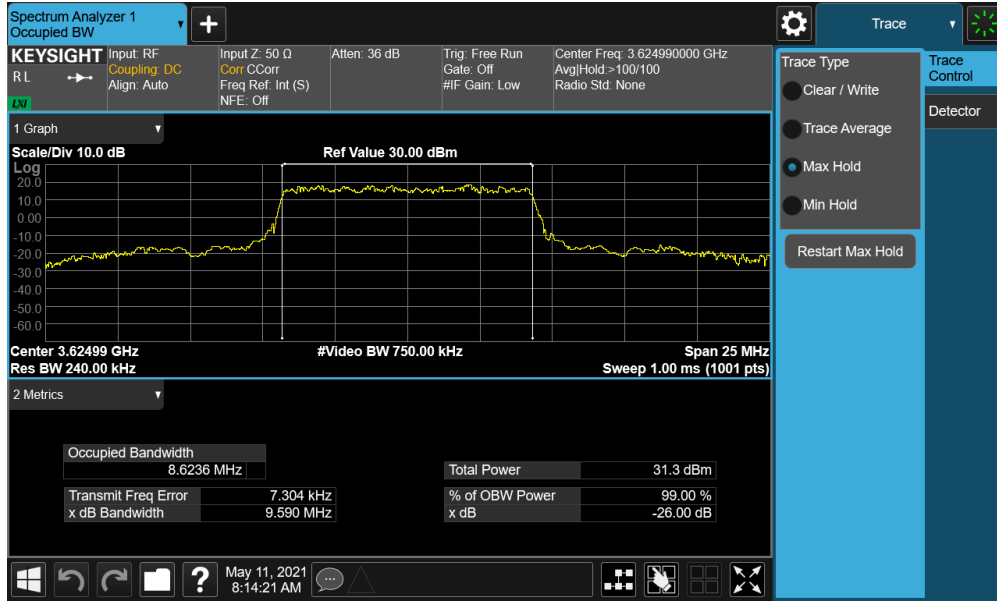 Spectrum Analyzer 1
Occupied BW
Trace
KEYSIGHT
R L
LXI
Input: RF
Coupling: DC
Align: Auto
Input Z: 50 Ω
Corr CCorr
Freq Ref: Int (S)
NFE: Off
Atten: 36 dB
Trig: Free Run
Gate: Off
#IF Gain: Low
Center Freq: 3.624990000 GHz
Avg|Hold:>100/100
Radio Std: None
Trace Type
Clear / Write
Trace Average
Max Hold
Min Hold
Restart Max Hold
Trace
Control
Detector
1 Graph
Scale/Div 10.0 dB
Ref Value 30.00 dBm
Log
20.0
10.0
0.00
-10.0
-20.0
-30.0
-40.0
-50.0
-60.0
Center 3.62499 GHz
#Video BW 750.00 kHz
Span 25 MHz
Res BW 240.00 kHz
Sweep 1.00 ms (1001 pts)
2 Metrics
Occupied Bandwidth
8.6236 MHz
Total Power 31.3 dBm
Transmit Freq Error 7.304 kHz
% of OBW Power 99.00 %
x dB Bandwidth 9.590 MHz
x dB -26.00 dB
?
May 11, 2021
8:14:21 AM